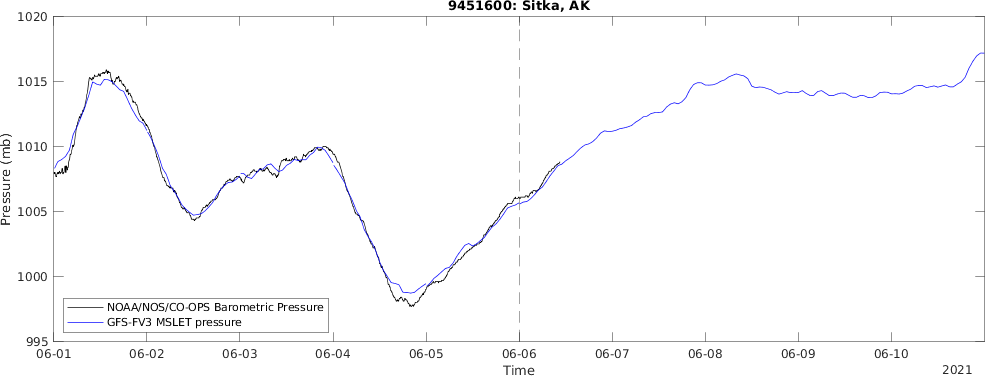 9451600: Sitka, AK
Pressure (mb)
1020
1015
1010
1005
1000
995
NOAA/NOS/CO-OPS Barometric Pressure
GFS-FV3 MSLET pressure
06-01 06-02 06-03 06-04 06-05 06-06 06-07 06-08 06-09 06-10
Time
2021